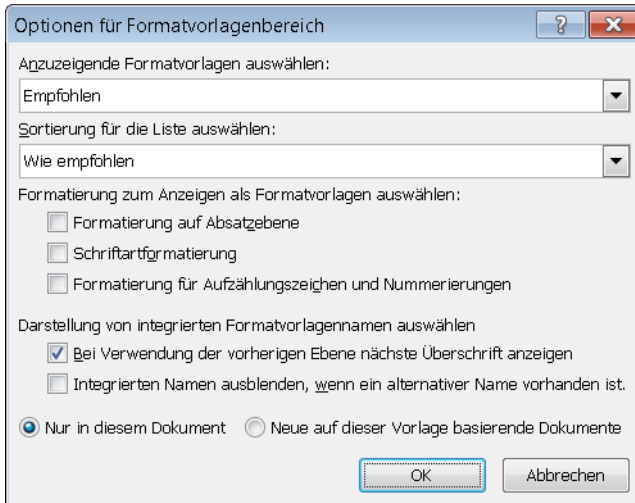 Optionen für Formatvorlagenbereich
Anzuzeigende Formatvorlagen auswählen:
Empfohlen
Sortierung für die Liste auswählen:
Wie empfohlen
Formatierung zum Anzeigen als Formatvorlagen auswählen:
Formatierung auf Absatzebene
Schriftartformatierung
Formatierung für Aufzählungszeichen und Nummerierungen
Darstellung von integrierten Formatvorlagennamen auswählen
Bei Verwendung der vorherigen Ebene nächste Überschrift anzeigen
Integrierten Namen ausblenden, wenn ein alternativer Name vorhanden ist.
Nur in diesem Dokument Neue auf dieser Vorlage basierende Dokumente
OK Abbrechen